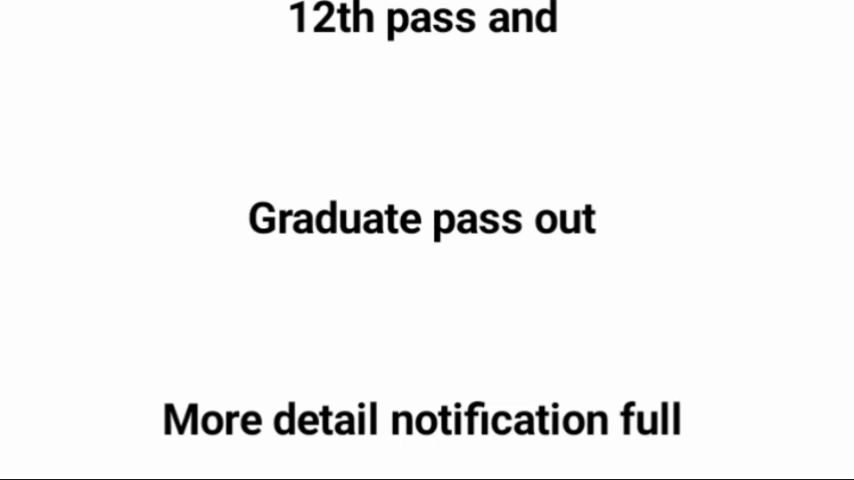 12th pass and
Graduate pass out
More detail notification full